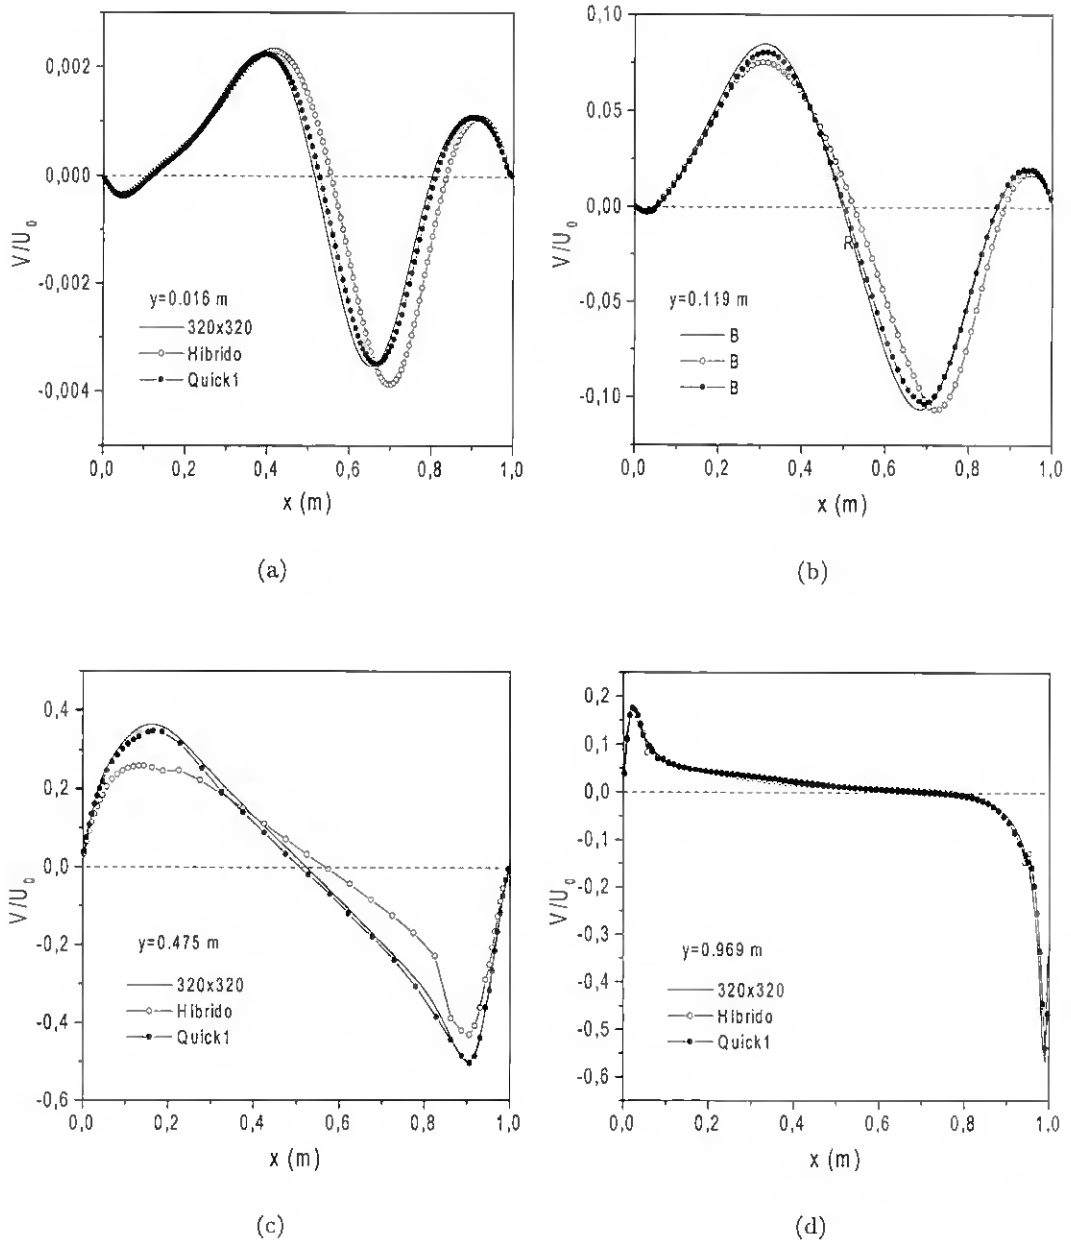 0,002
0,000
-0,002
-0,004
V/U0
y=0.016 m
320x320
Híbrido
Quick1
0,0 0,2 0,4 0,6 0,8 1,0
x (m)
(a)
0,10
0,05
0,00
-0,05
-0,10
V/U0
R
y=0.119 m
B
B
B
0,0 0,2 0,4 0,6 0,8 1,0
x (m)
(b)
0,4
0,2
0,0
-0,2
-0,4
-0,6
V/U0
y=0.475 m
320x320
Híbrido
Quick1
0,0 0,2 0,4 0,6 0,8 1,0
x (m)
(c)
0,2
0,1
0,0
-0,1
-0,2
-0,3
-0,4
-0,5
-0,6
V/U0
y=0.969 m
320x320
Híbrido
Quick1
0,0 0,2 0,4 0,6 0,8 1,0
x (m)
(d)